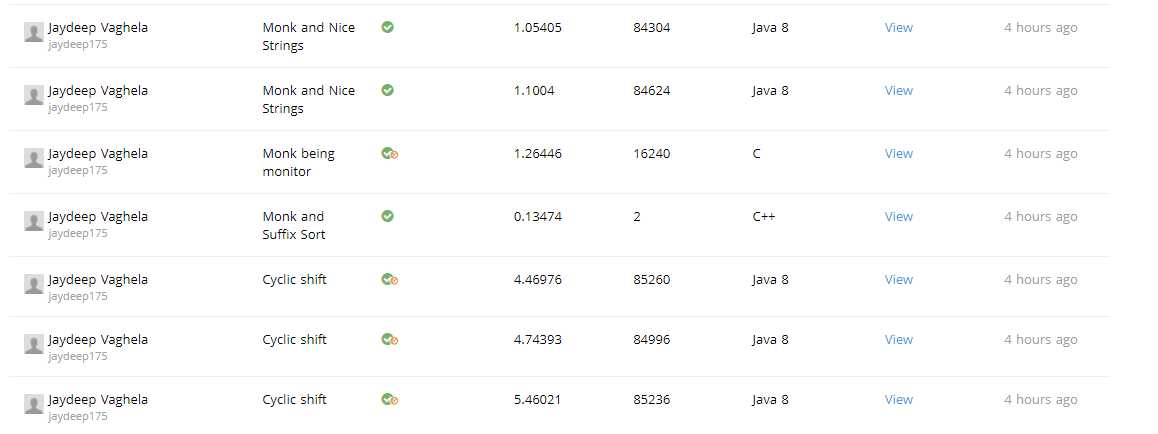 Jaydeep Vaghela Monk and Nice 1.05405 84304 Java 8 View 4 hours ago
jaydeep175 Strings
Jaydeep Vaghela Monk and Nice 1.1004 84624 Java 8 View 4 hours ago
jaydeep175 Strings
Jaydeep Vaghela Monk being 1.26446 16240 C View 4 hours ago
jaydeep175 monitor
Jaydeep Vaghela Monk and 0.13474 2 C++ View 4 hours ago
jaydeep175 Suffix Sort
Jaydeep Vaghela Cyclic shift 4.46976 85260 Java 8 View 4 hours ago
jaydeep175
Jaydeep Vaghela Cyclic shift 4.74393 84996 Java 8 View 4 hours ago
jaydeep175
Jaydeep Vaghela Cyclic shift 5.46021 85236 Java 8 View 4 hours ago
jaydeep175